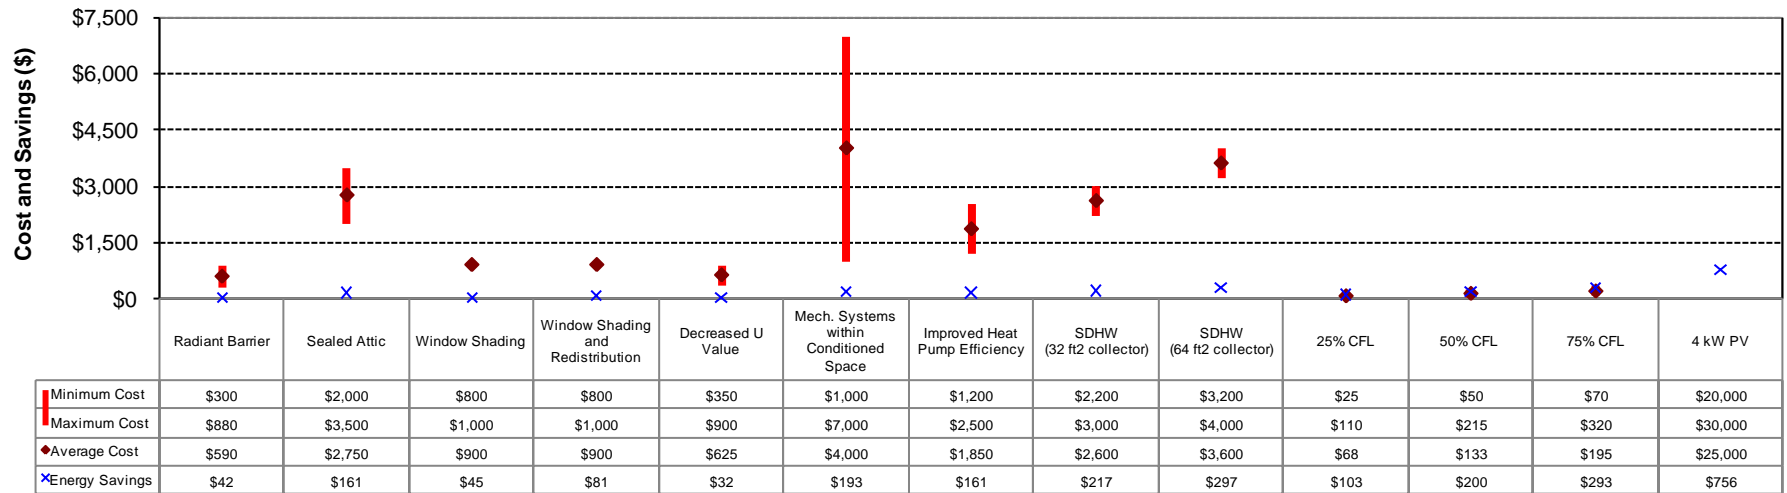 Cost and Savings ($)
$7,500
$6,000
$4,500
$3,000
$1,500
$0
Radiant Barrier
Sealed Attic
Window Shading
Window Shading
and
Redistribution
Decreased U
Value
Mech. Systems
within
Conditioned
Space
Improved Heat
Pump Efficiency
SDHW
(32 ft2 collector)
SDHW
(64 ft2 collector)
25% CFL
50% CFL
75% CFL
4 kW PV
Minimum Cost $300 $2,000 $800 $800 $350 $1,000 $1,200 $2,200 $3,200 $25 $50 $70 $20,000
Maximum Cost $880 $3,500 $1,000 $1,000 $900 $7,000 $2,500 $3,000 $4,000 $110 $215 $320 $30,000
Average Cost $590 $2,750 $900 $900 $625 $4,000 $1,850 $2,600 $3,600 $68 $133 $195 $25,000
Energy Savings $42 $161 $45 $81 $32 $193 $161 $217 $297 $103 $200 $293 $756